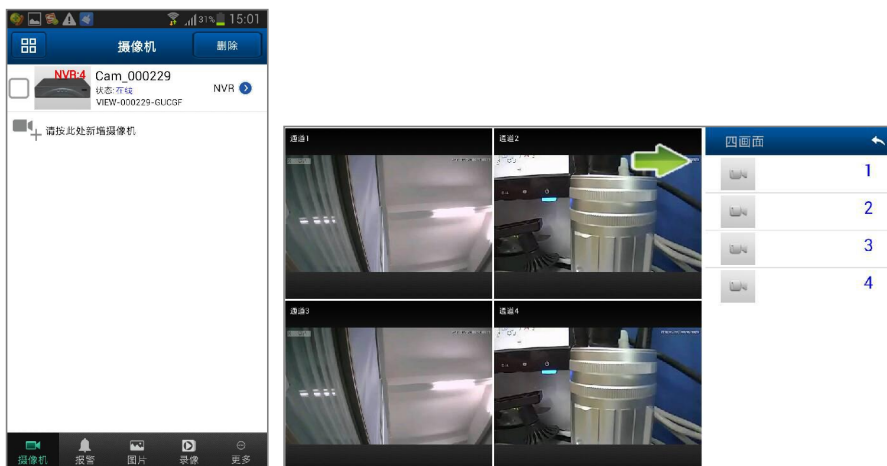 31% 15:01
摄像机
删除
NVR:4
Cam_000229
状态:在线
VIEW-000229-GUCGF
NVR
请按此处新增摄像机
摄像机
报警
图片
录像
更多
通道1
通道2
通道3
通道4
四画面
1
2
3
4